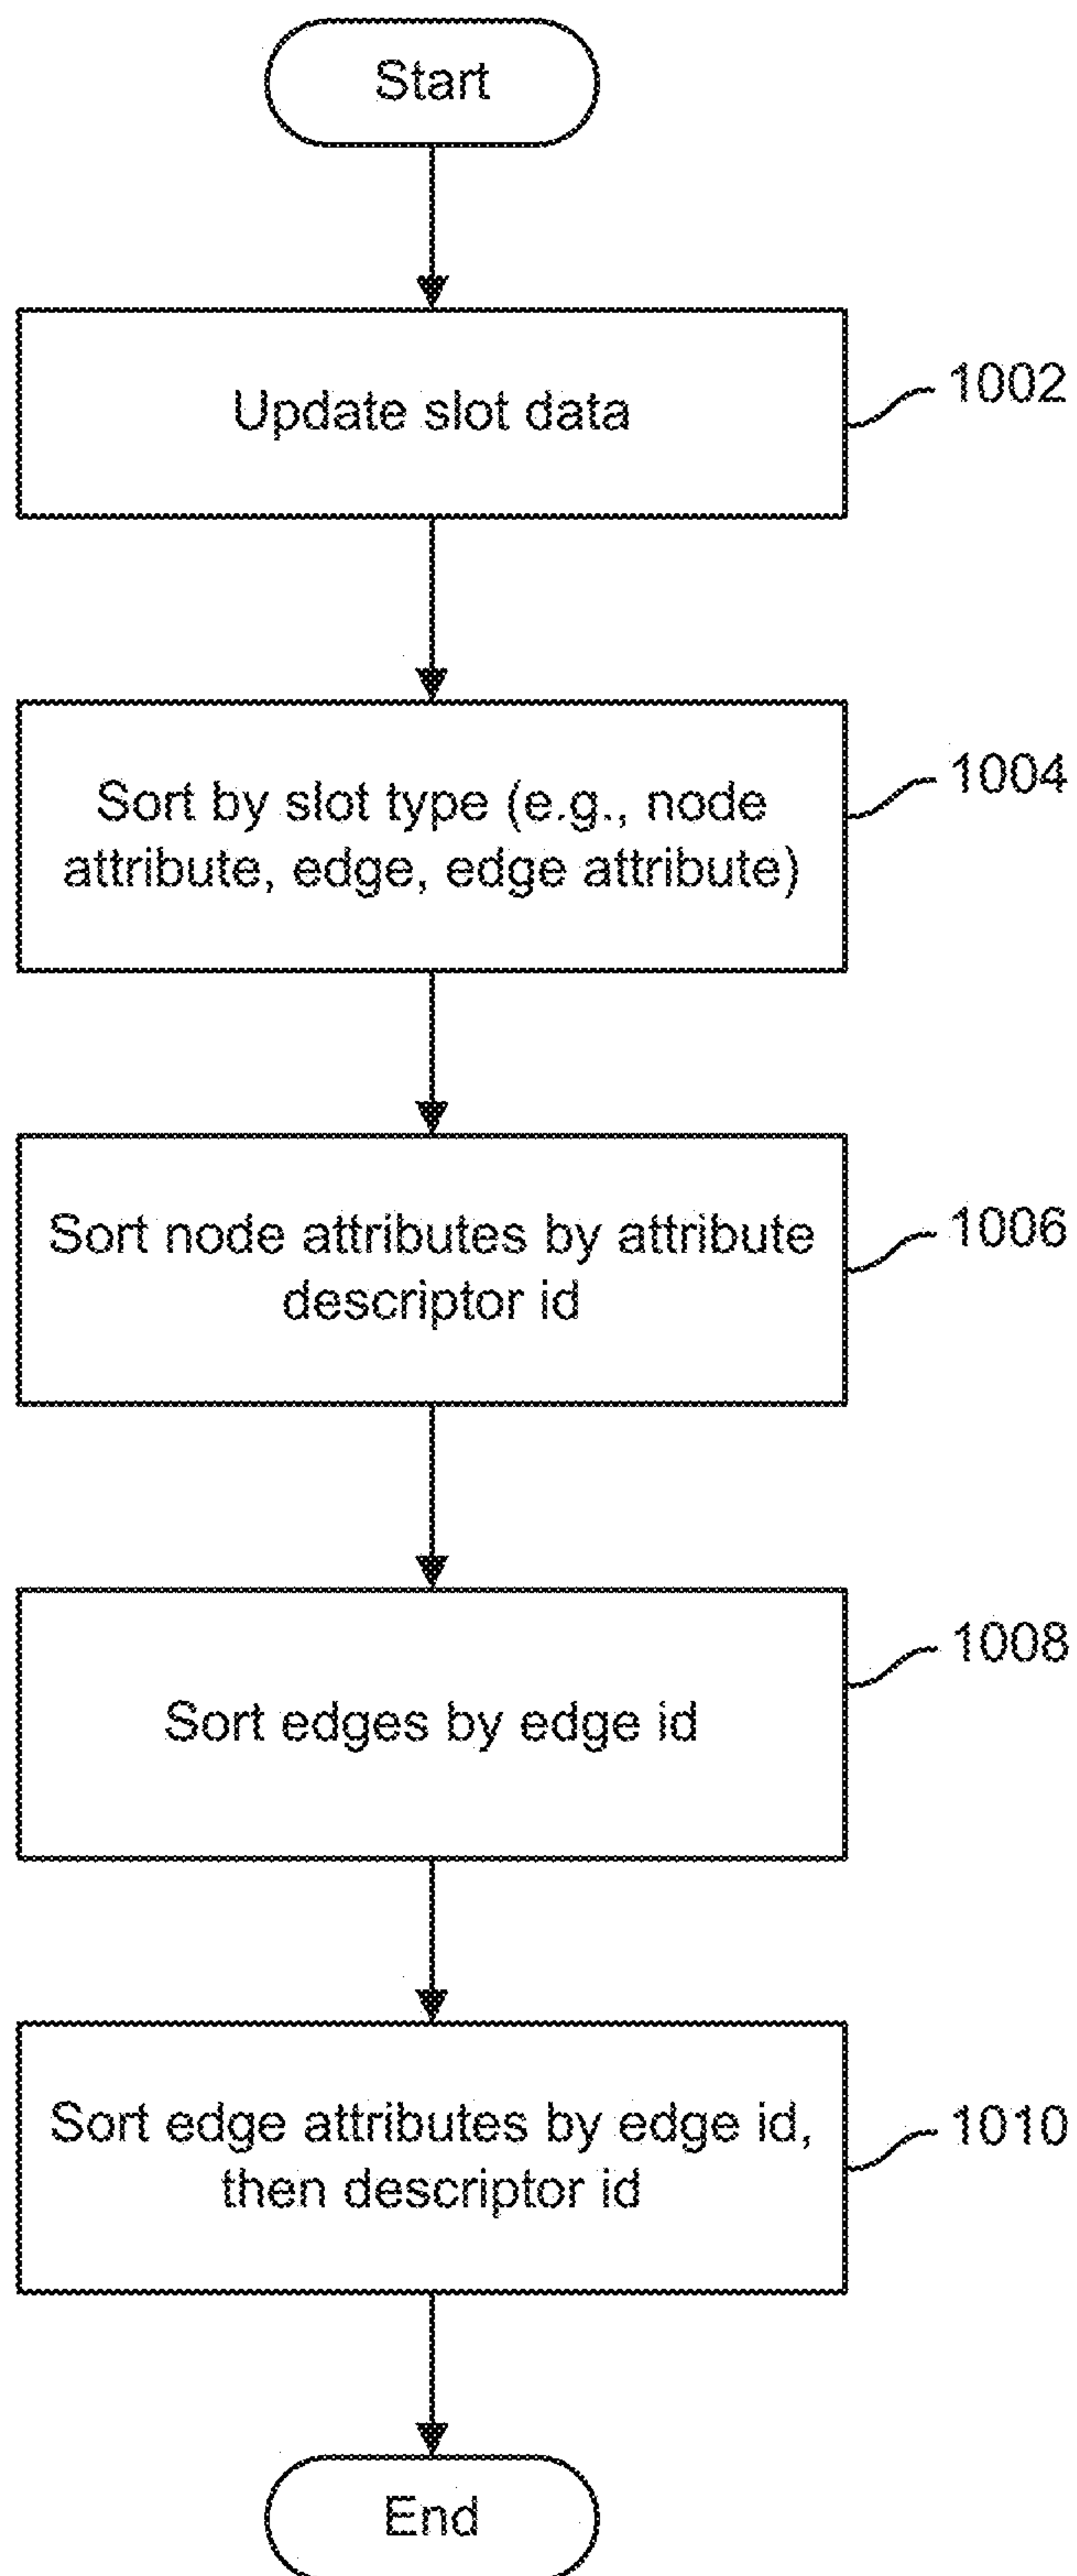 Start
Update slot data
1002
Sort by slot type (e.g., node
attribute, edge, edge attribute)
1004
Sort node attributes by attribute
descriptor id
1006
Sort edges by edge id
1008
Sort edge attributes by edge id,
then descriptor id
1010
End